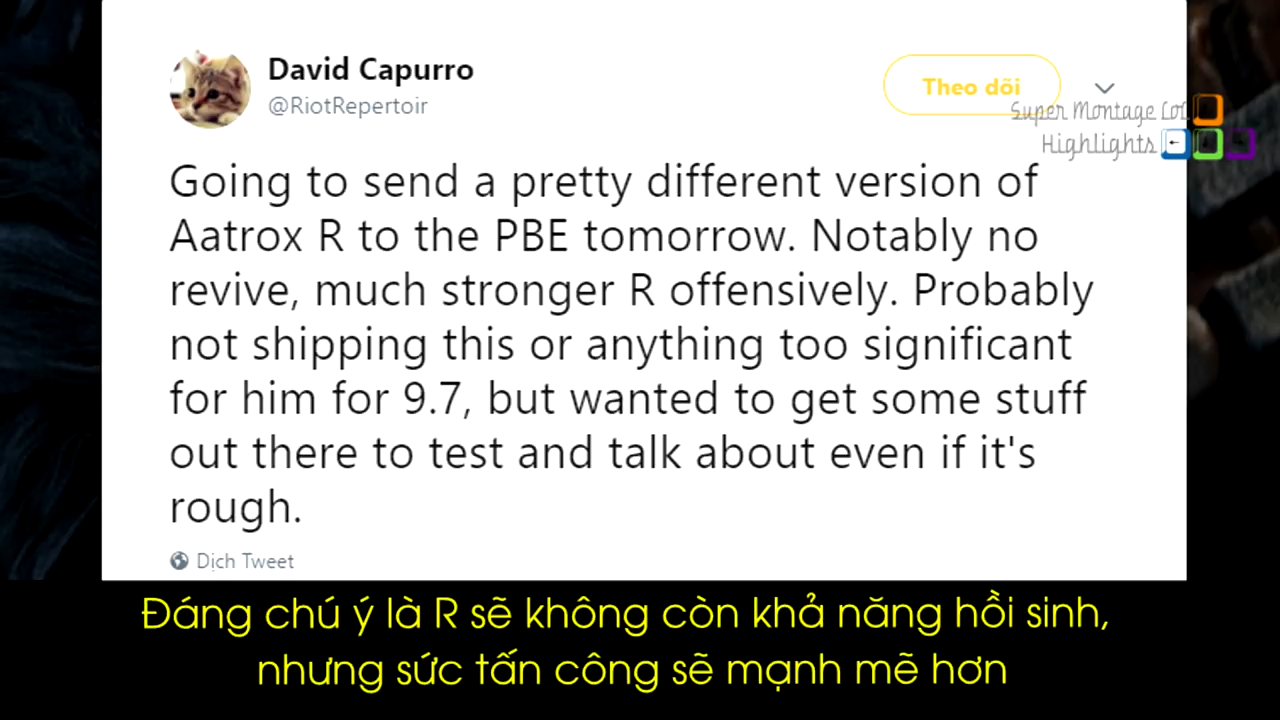 David Capurro
@RiotRepertoir
Theo dõi
Super Montage LoL
Highlights
Going to send a pretty different version of
Aatrox R to the PBE tomorrow. Notably no
revive, much stronger R offensively. Probably
not shipping this or anything too significant
for him for 9.7, but wanted to get some stuff
out there to test and talk about even if it's
rough.
Dịch Tweet
Đáng chú ý là R sẽ không còn khả năng hồi sinh,
nhưng sức tấn công sẽ mạnh mẽ hơn